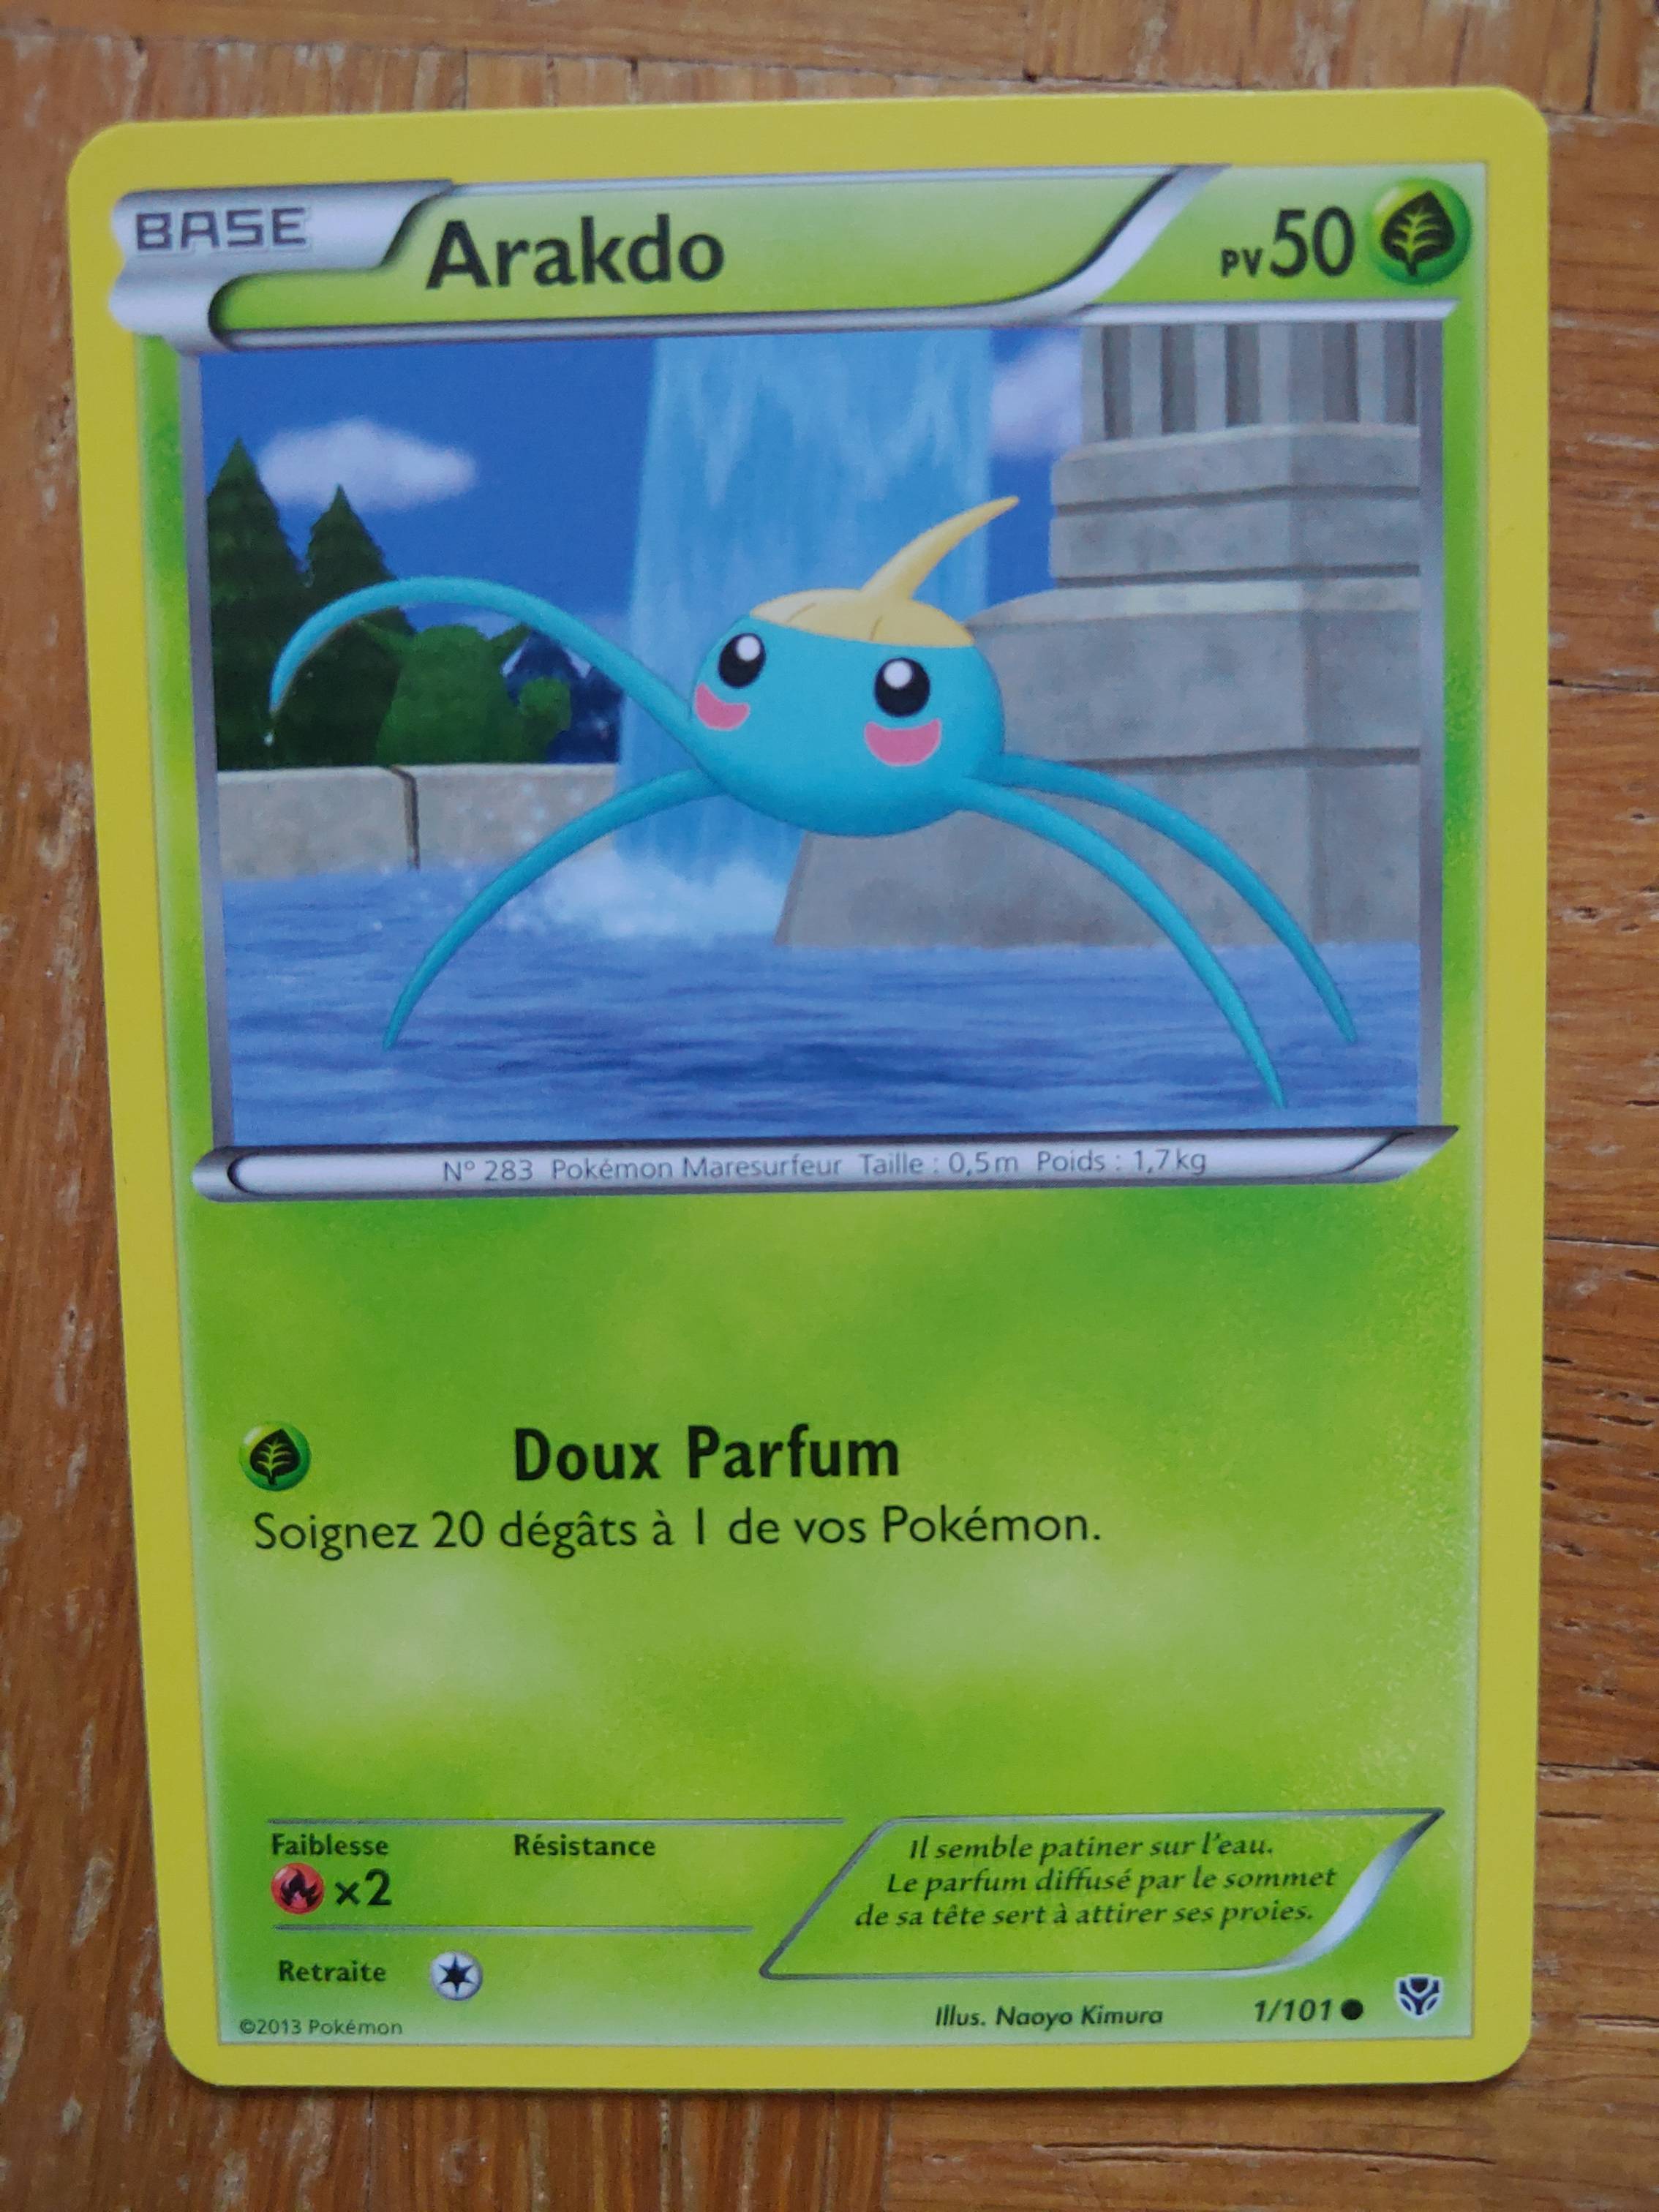 BASE
Arakdo
PV 50
N° 283 Pokémon Maresurfeur Taille : 0,5m Poids : 1,7kg
Doux Parfum
Soignez 20 dégâts à 1 de vos Pokémon.
Faiblesse Résistance
×2
Il semble patiner sur l'eau.
Le parfum diffusé par le sommet
de sa tête sert à attirer ses proies.
Retraite
©2013 Pokémon
Illus. Naoyo Kimura
1/101